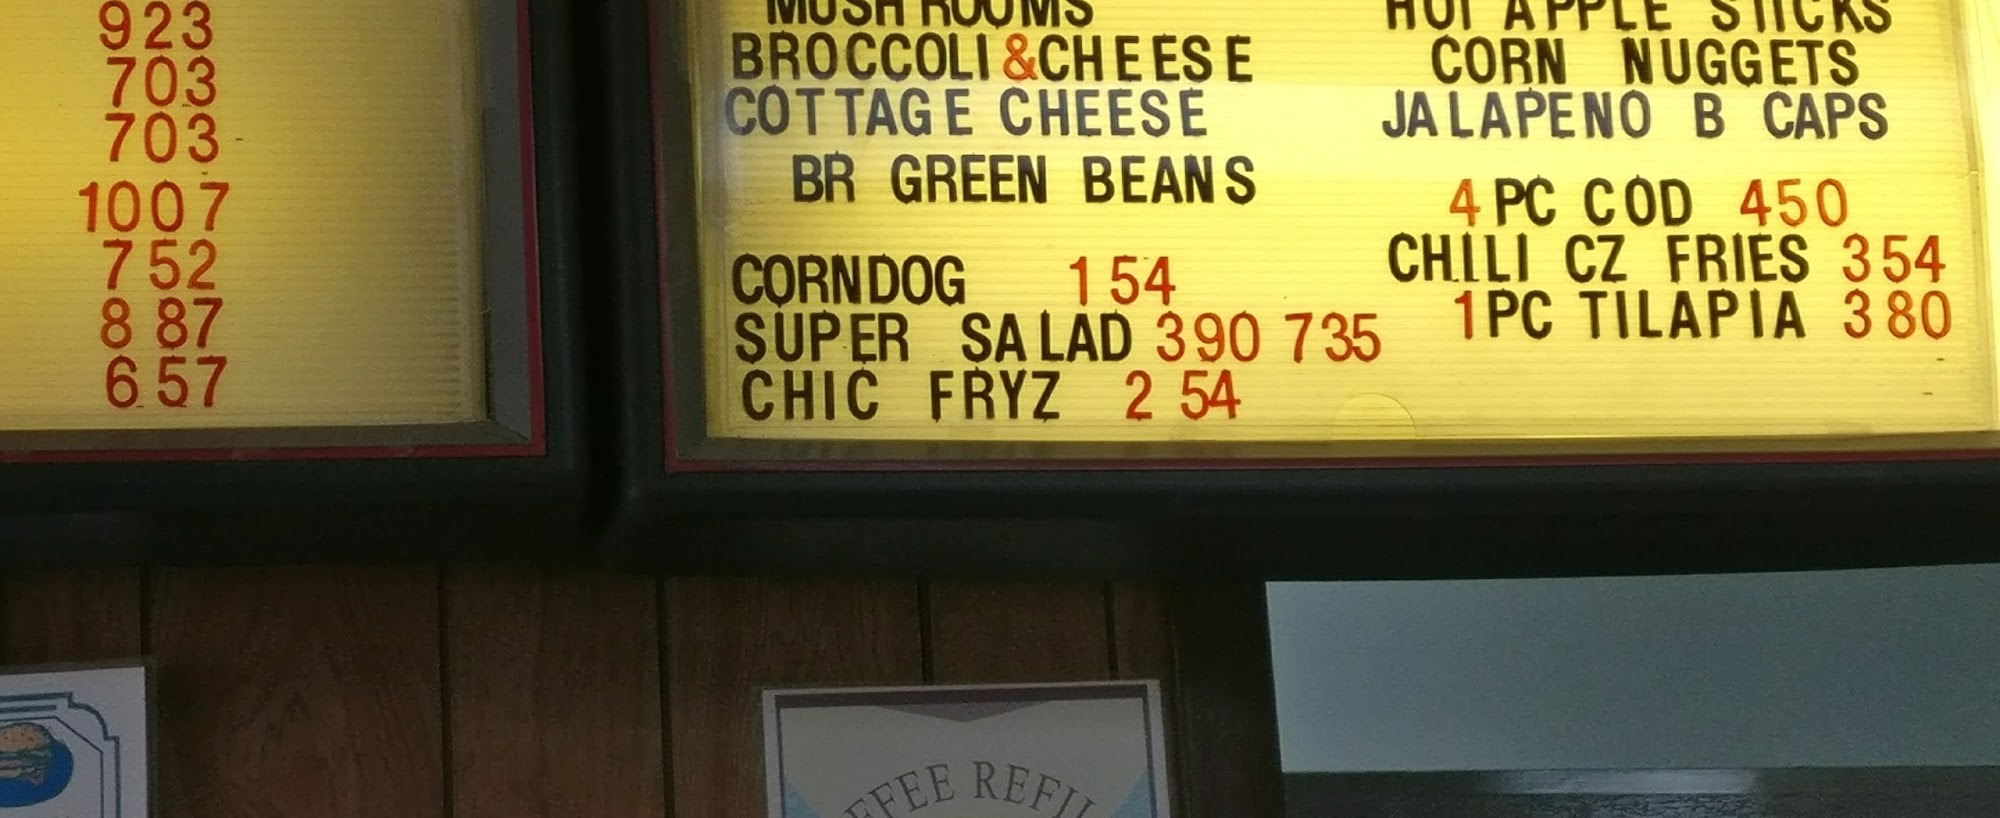 923
703
703
1007
752
887
657
MUSHROOMS
BROCCOLI&CHEESE
COTTAGE CHEESE
BR GREEN BEANS
CORNDOG 154
SUPER SALAD 390 735
CHIC FRYZ 254
HOT APPLE STICKS
CORN NUGGETS
JALAPENO B CAPS
4 PC COD 450
CHILI CZ FRIES 354
1PC TILAPIA 380